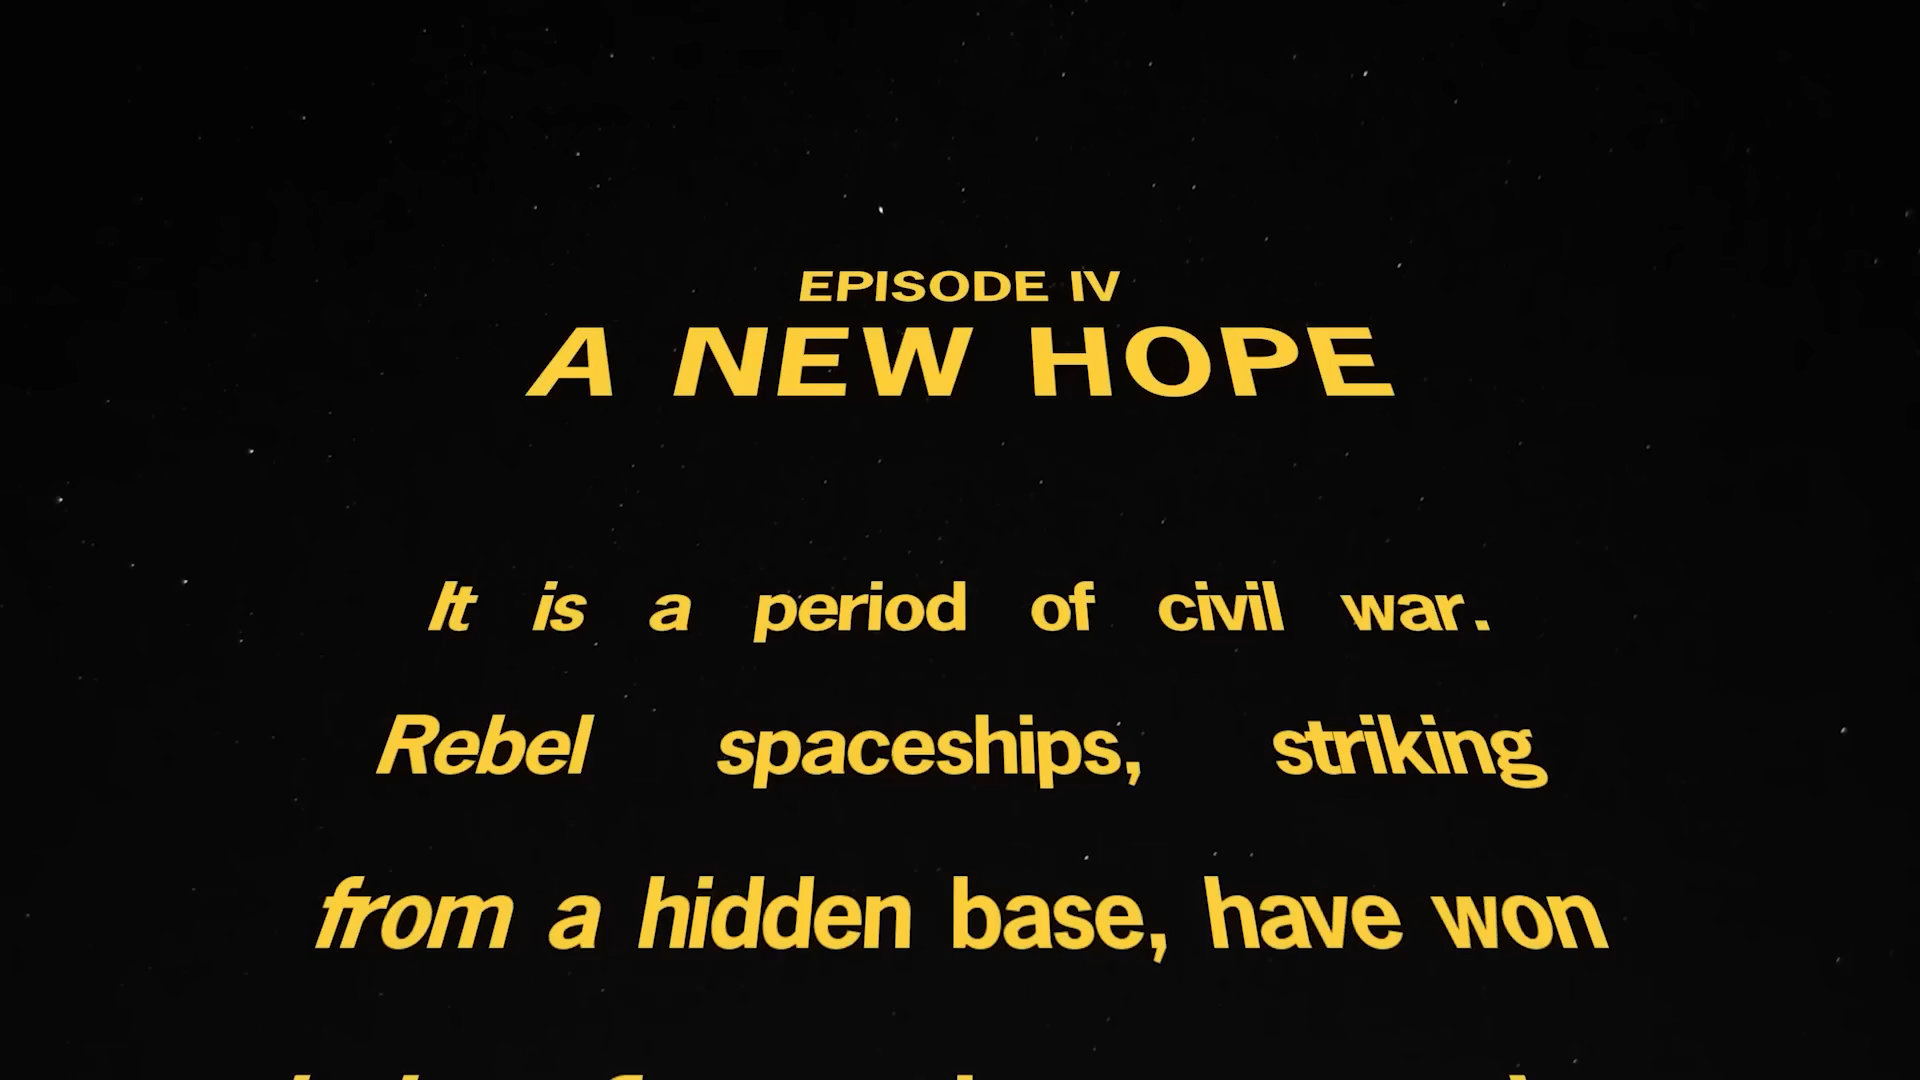 EPISODE IV
A NEW HOPE
It is a period of civil war.
Rebel spaceships, striking
from a hidden base, have won